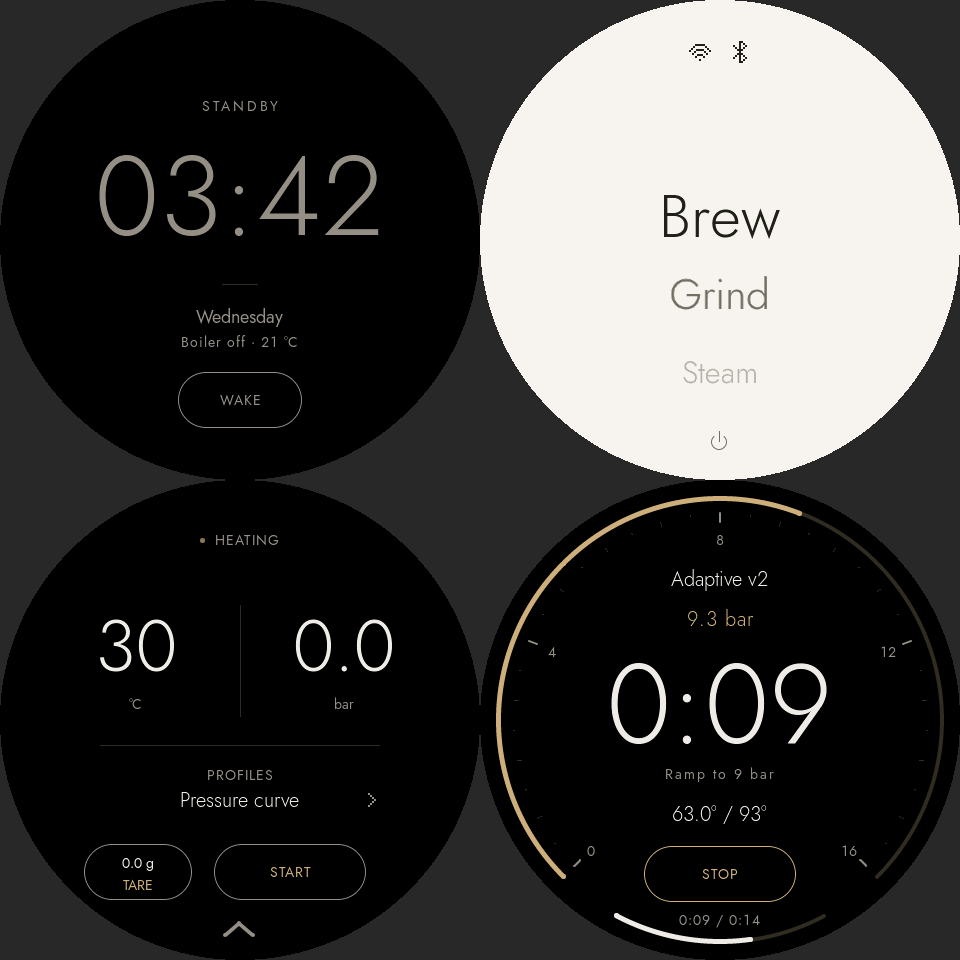 STANDBY
03:42
Wednesday
Boiler off · 21 °C
WAKE
Brew
Grind
Steam
HEATING
30
°C
0.0
bar
PROFILES
Pressure curve
0.0 g
TARE
START
8
Adaptive v2
9.3 bar
4
12
0:09
Ramp to 9 bar
63.0° / 93°
0
16
STOP
0:09 / 0:14